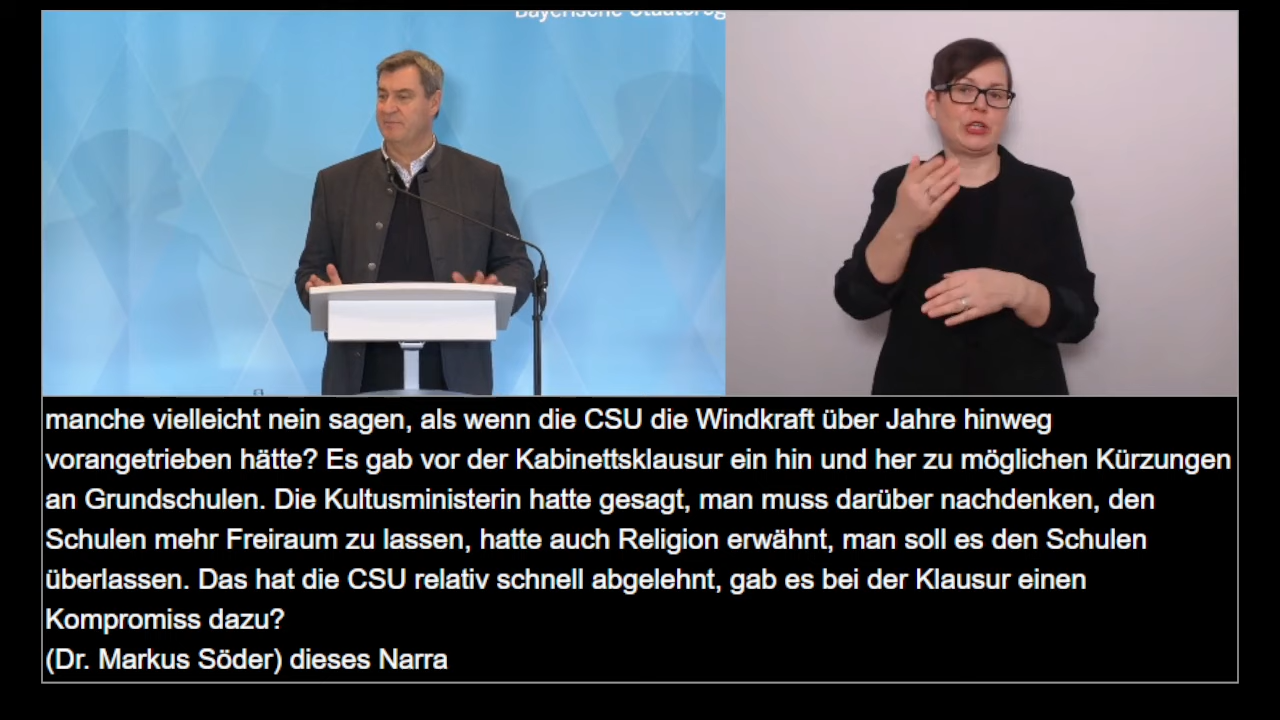 Bayerische Staatsreg
manche vielleicht nein sagen, als wenn die CSU die Windkraft über Jahre hinweg
vorangetrieben hätte? Es gab vor der Kabinettsklausur ein hin und her zu möglichen Kürzungen
an Grundschulen. Die Kultusministerin hatte gesagt, man muss darüber nachdenken, den
Schulen mehr Freiraum zu lassen, hatte auch Religion erwähnt, man soll es den Schulen
überlassen. Das hat die CSU relativ schnell abgelehnt, gab es bei der Klausur einen
Kompromiss dazu?
(Dr. Markus Söder) dieses Narra